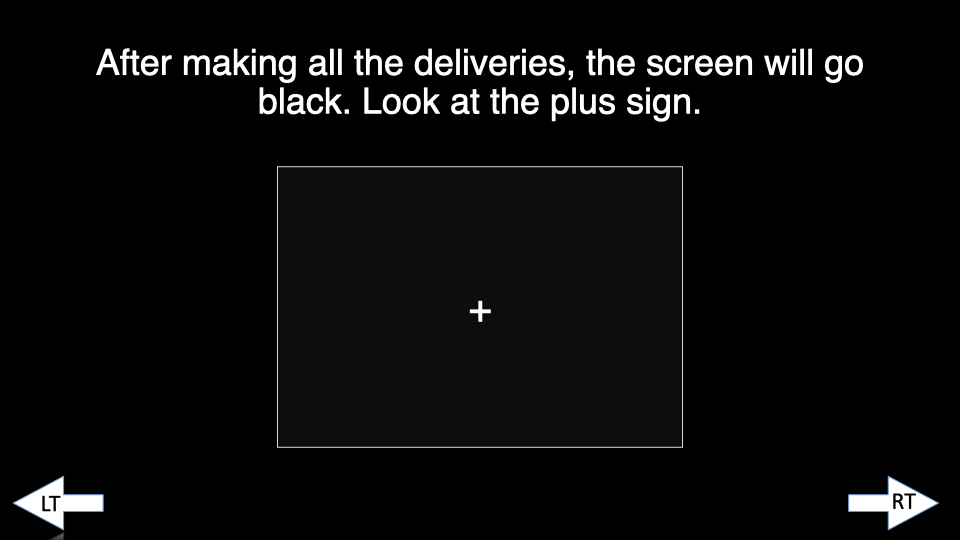 After making all the deliveries, the screen will go
black. Look at the plus sign.
+
LT
RT